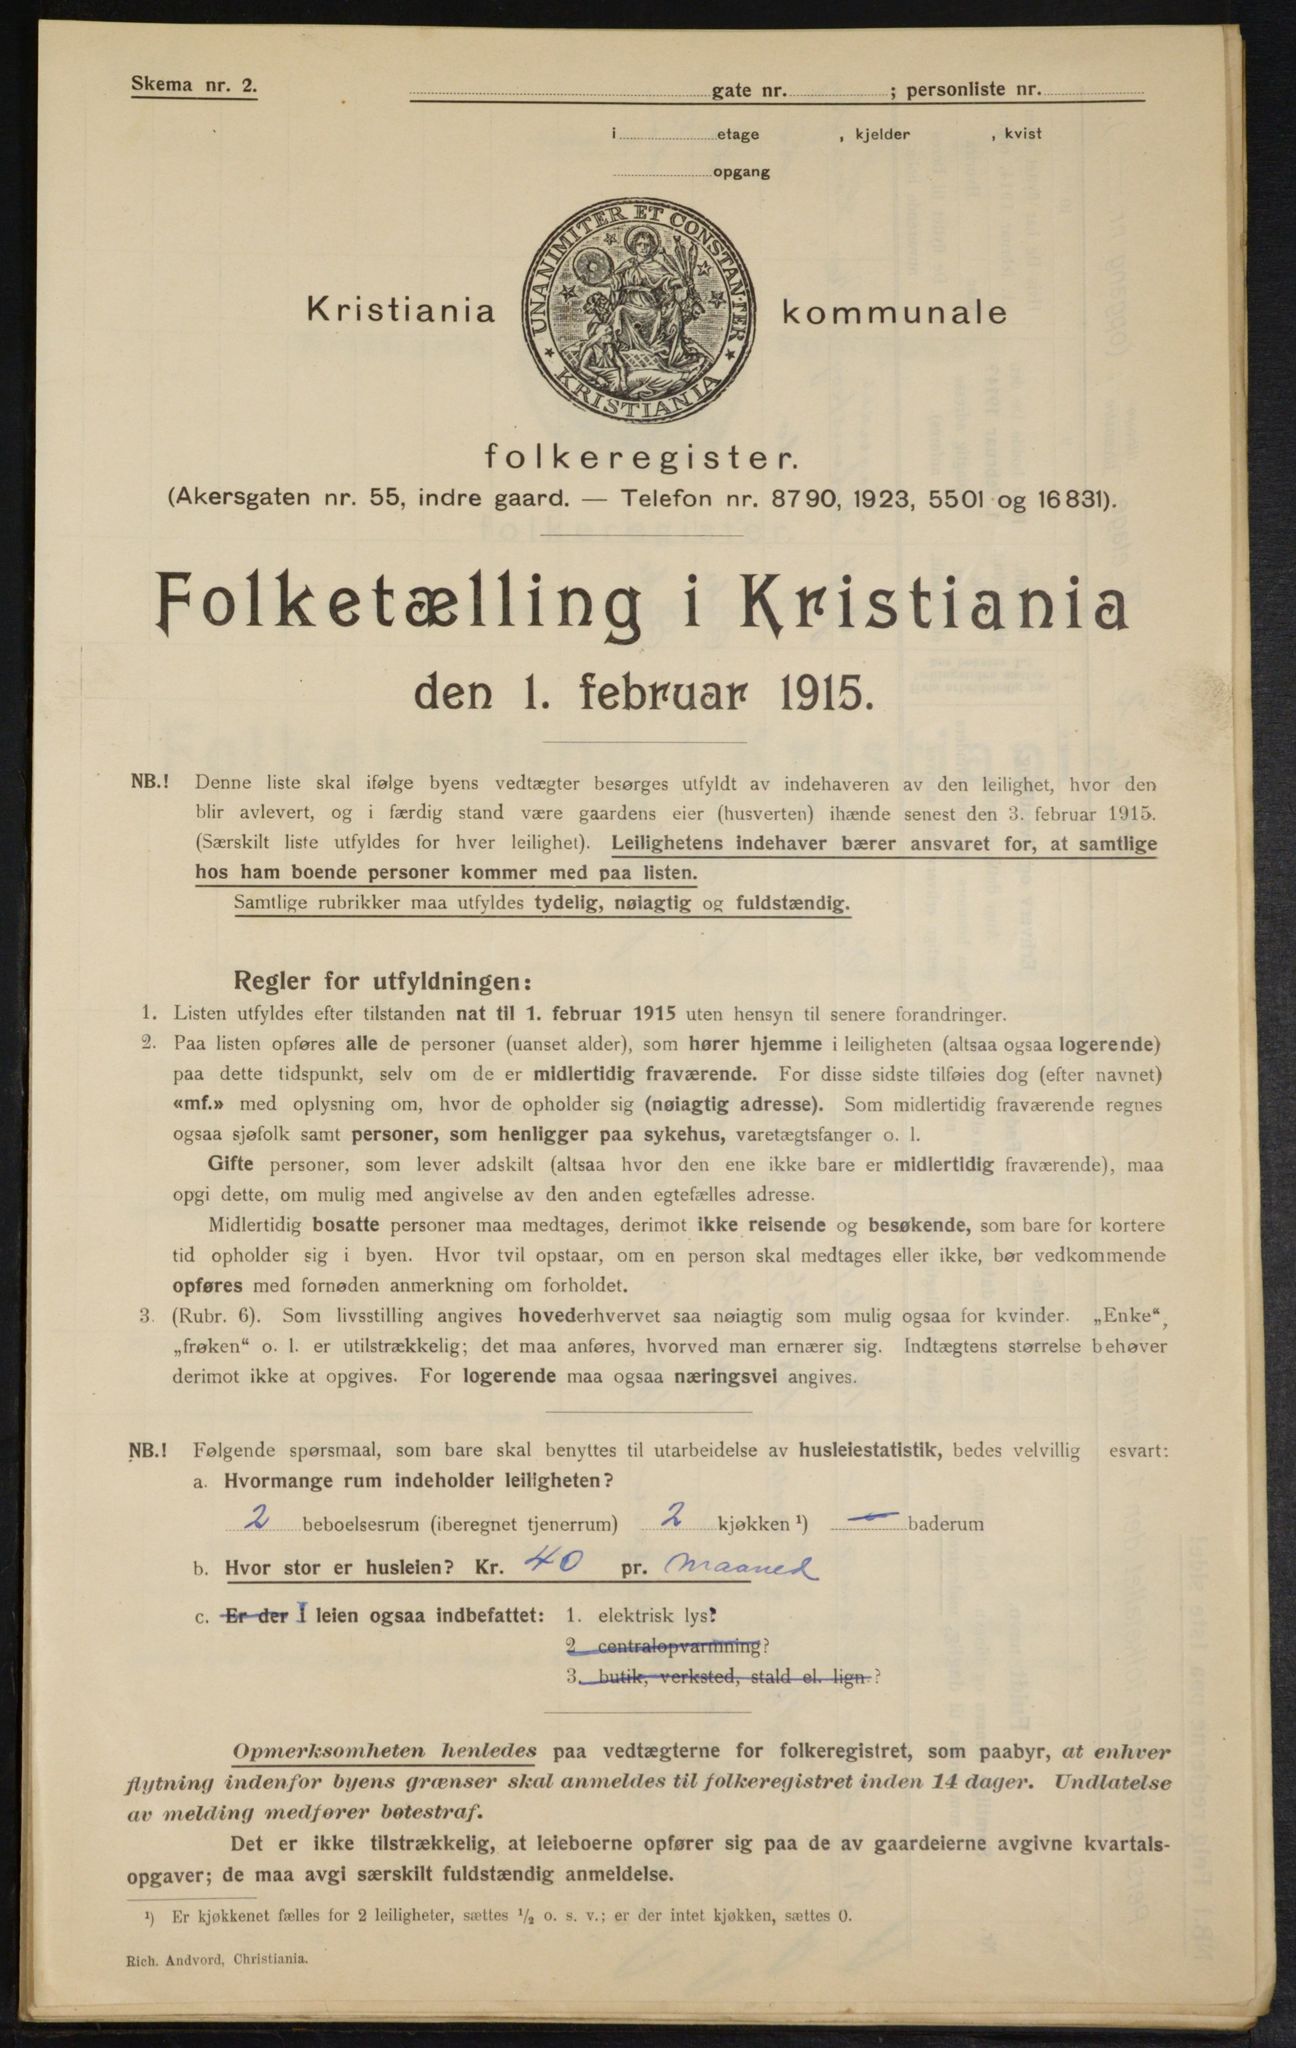 Skema nr. 2.
gate nr. ; personliste nr.
i etage , kjelder , kvist
opgang
UNANIMITER ET CONSTANTER
★ KRISTIANIA ★
Kristiania kommunale
folkeregister.
(Akersgaten nr. 55, indre gaard. — Telefon nr. 8790, 1923, 5501 og 16831).
Folketælling i Kristiania
den 1. februar 1915.
NB.! Denne liste skal ifølge byens vedtægter besørges utfyldt av indehaveren av den leilighet, hvor den
blir avlevert, og i færdig stand være gaardens eier (husverten) ihænde senest den 3. februar 1915.
(Særskilt liste utfyldes for hver leilighet). Leilighetens indehaver bærer ansvaret for, at samtlige
hos ham boende personer kommer med paa listen.
Samtlige rubrikker maa utfyldes tydelig, nøiagtig og fuldstændig.
Regler for utfyldningen:
1. Listen utfyldes efter tilstanden nat til 1. februar 1915 uten hensyn til senere forandringer.
2. Paa listen opføres alle de personer (uanset alder), som hører hjemme i leiligheten (altsaa ogsaa logerende)
paa dette tidspunkt, selv om de er midlertidig fraværende. For disse sidste tilføies dog (efter navnet)
«mf.» med oplysning om, hvor de opholder sig (nøiagtig adresse). Som midlertidig fraværende regnes
ogsaa sjøfolk samt personer, som henligger paa sykehus, varetægtsfanger o. l.
Gifte personer, som lever adskilt (altsaa hvor den ene ikke bare er midlertidig fraværende), maa
opgi dette, om mulig med angivelse av den anden egtefælles adresse.
Midlertidig bosatte personer maa medtages, derimot ikke reisende og besøkende, som bare for kortere
tid opholder sig i byen. Hvor tvil opstaar, om en person skal medtages eller ikke, bør vedkommende
opføres med fornøden anmerkning om forholdet.
3. (Rubr. 6). Som livsstilling angives hovederhvervet saa nøiagtig som mulig ogsaa for kvinder. „Enke“,
„frøken“ o. l. er utilstrækkelig; det maa anføres, hvorved man ernærer sig. Indtægtens størrelse behøver
derimot ikke at opgives. For logerende maa ogsaa næringsvei angives.
NB.! Følgende spørsmaal, som bare skal benyttes til utarbeidelse av husleiestatistik, bedes velvillig esvart:
a. Hvormange rum indeholder leiligheten?
2 beboelsesrum (iberegnet tjenerrum) 2 kjøkken ¹) — baderum
b. Hvor stor er husleien? Kr. 40 pr. Maaned
c. Er der I leien ogsaa indbefattet: 1. elektrisk lys?
2 centralopvarmning?
3. butik, verksted, stald el. lign.?
Opmerksomheten henledes paa vedtægterne for folkeregistret, som paabyr, at enhver
flytning indenfor byens grænser skal anmeldes til folkeregistret inden 14 dager. Undlatelse
av melding medfører bøtestraf.
Det er ikke tilstrækkelig, at leieboerne opfører sig paa de av gaardeierne avgivne kvartals-
opgaver; de maa avgi særskilt fuldstændig anmeldelse.
¹) Er kjøkkenet fælles for 2 leiligheter, sættes ½ o. s. v.; er der intet kjøkken, sættes 0.
Rich. Andvord, Christiania.